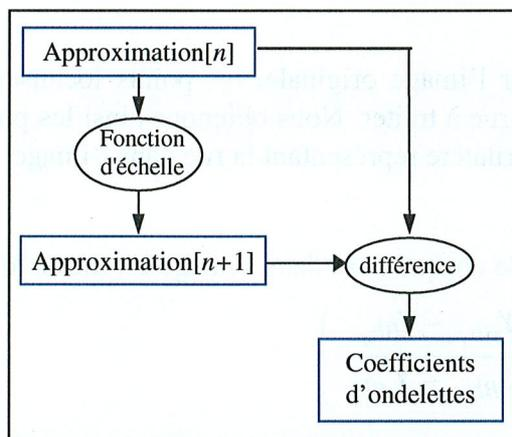 Approximation[n]
Fonction
d'échelle
Approximation[n+1]
différence
Coefficients
d'ondelettes